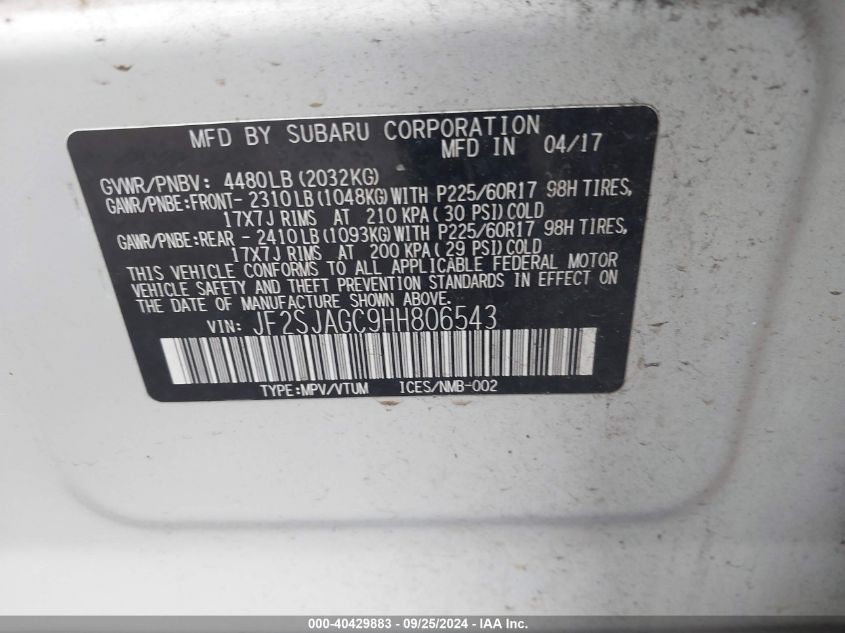 MFD BY SUBARU CORPORATION
MFD IN 04/17
GVWR/PNBV: 4480LB (2032KG)
GAWR/PNBE:FRONT- 2310LB (1048KG) WITH P225/60R17 98H TIRES,
17X7J RIMS AT 210 KPA( 30 PSI) COLD
GAWR/PNBE:REAR - 2410LB (1093KG) WITH P225/60R17 98H TIRES,
17X7J RIMS AT 200 KPA( 29 PSI) COLD
THIS VEHICLE CONFORMS TO ALL APPLICABLE FEDERAL MOTOR
VEHICLE SAFETY AND THEFT PREVENTION STANDARDS IN EFFECT ON
THE DATE OF MANUFACTURE SHOWN ABOVE.
VIN: JF2SJAGC9HH806543
TYPE:MPV/VTUM ICES/NMB-002
000-40429883 - 09/25/2024 - IAAI.com